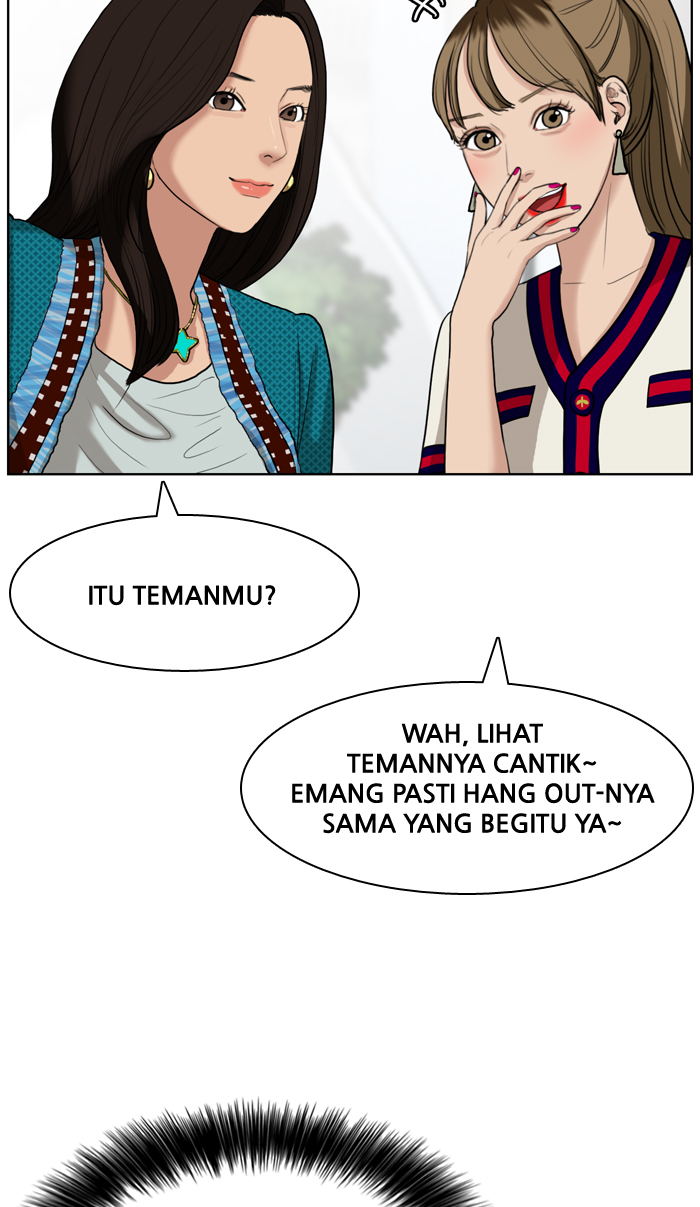 ITU TEMANMU?
WAH, LIHAT
TEMANNYA CANTIK~
EMANG PASTI HANG OUT-NYA
SAMA YANG BEGITU YA~